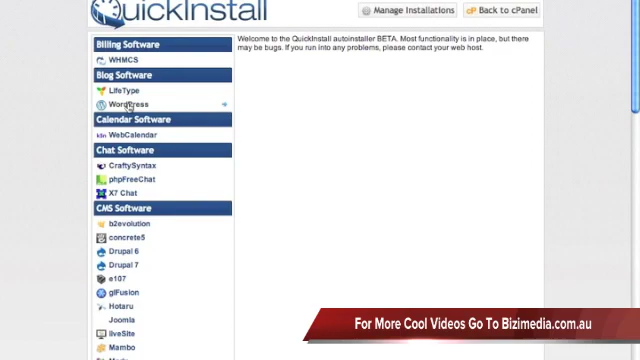 QuickInstall
Manage Installations
cP Back to cPanel
Welcome to the QuickInstall autoinstaller BETA. Most functionality is in place, but there
may be bugs. If you run into any problems, please contact your web host.
Billing Software
WHMCS
Blog Software
LifeType
WordPress
Calendar Software
WebCalendar
Chat Software
CraftySyntax
phpFreeChat
X7 Chat
CMS Software
b2evolution
concrete5
Drupal 6
Drupal 7
e107
glFusion
Hotaru
Joomla
liveSite
Mambo
For More Cool Videos Go To Bizimedia.com.au